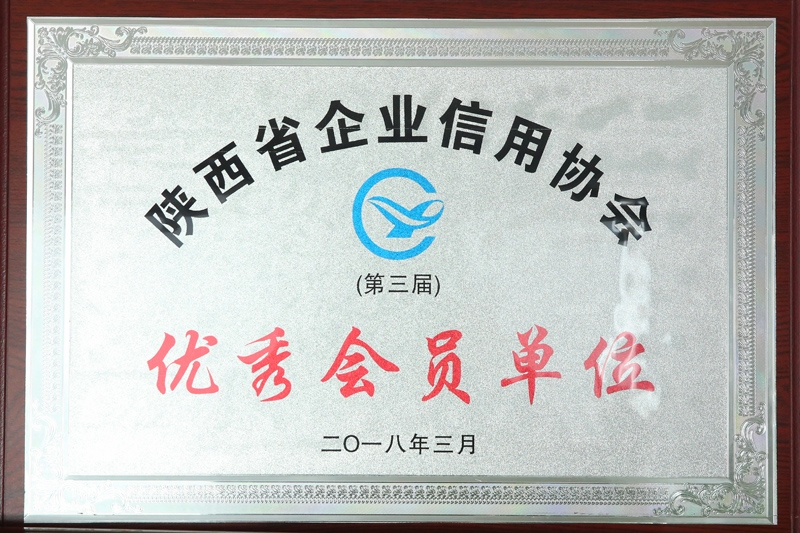 陕西省企业信用协会
(第三届)
优秀会员单位
二〇一八年三月